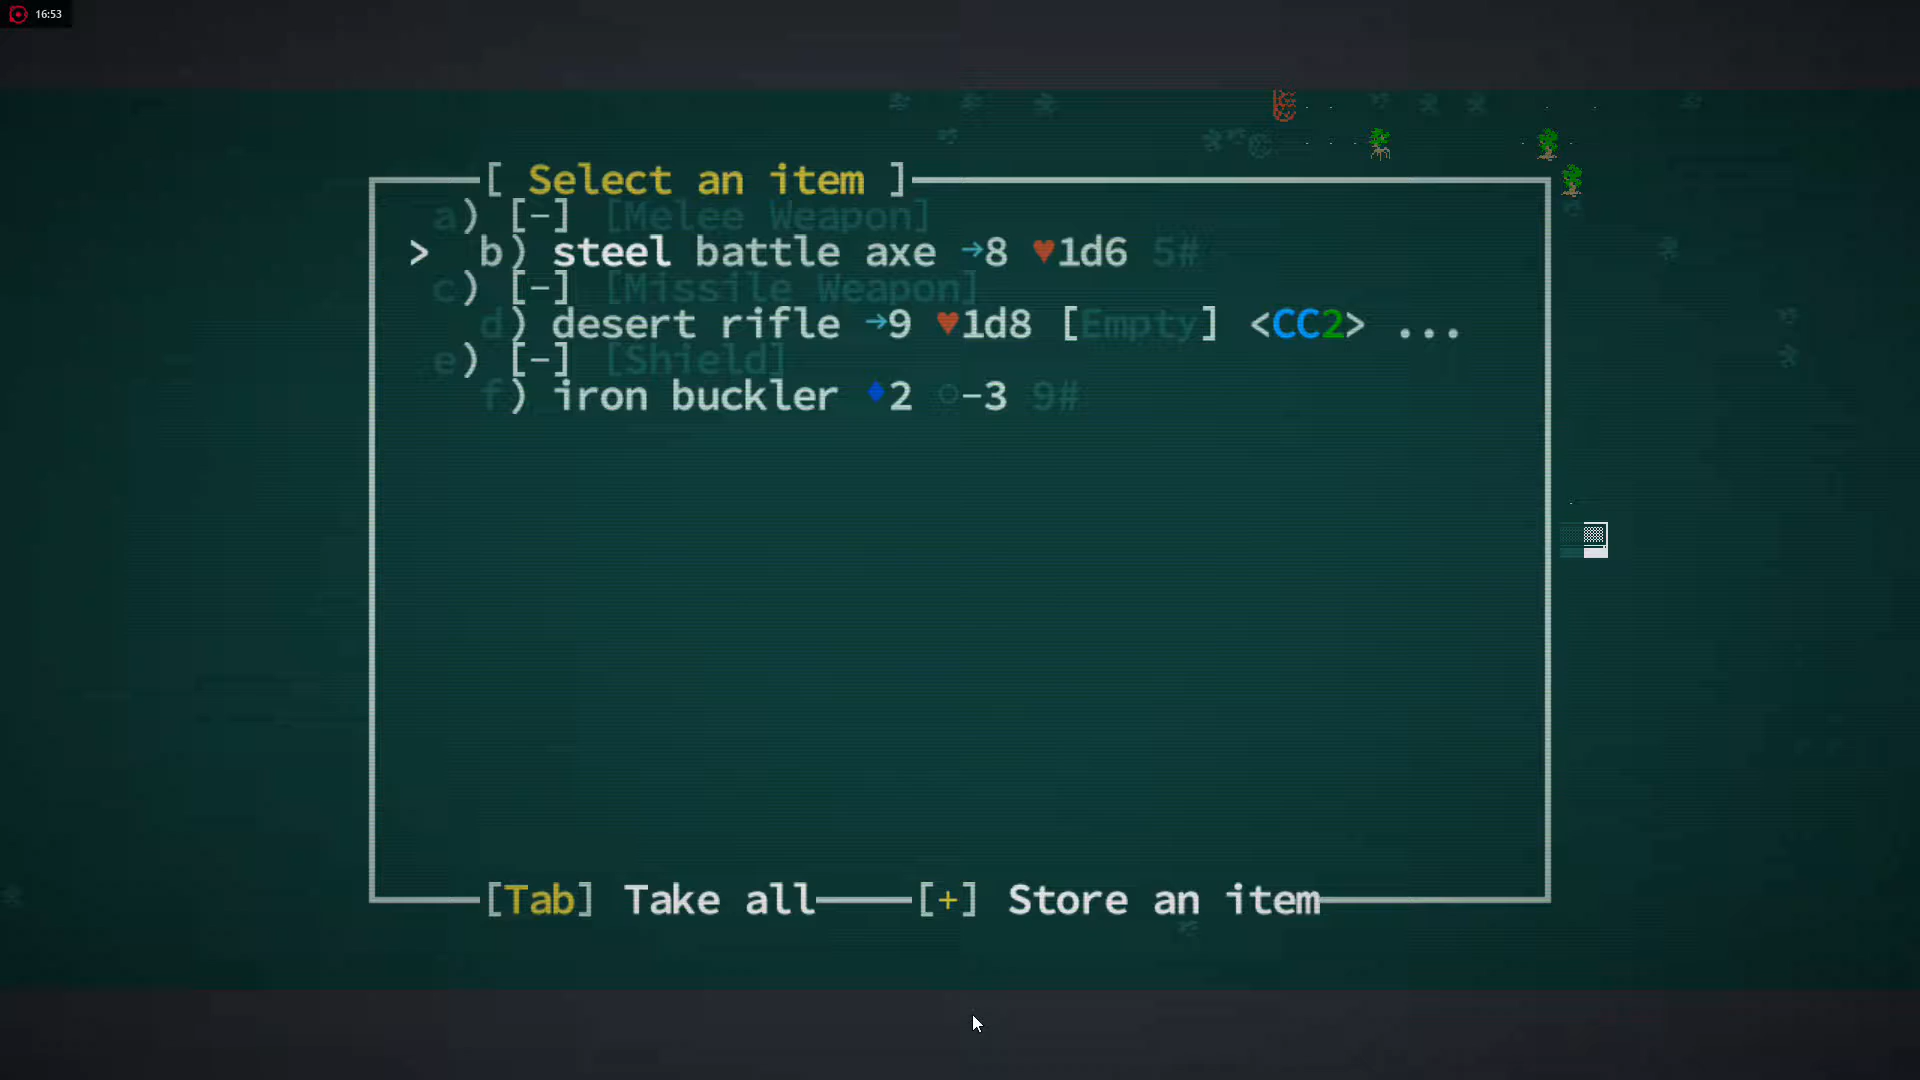 16:53
[ Select an item ]
a) [-] [Melee Weapon]
> b) steel battle axe →8 ♥1d6 5#
c) [-] [Missile Weapon]
d) desert rifle →9 ♥1d8 [Empty] <CC2> ...
e) [-] [Shield]
f) iron buckler ♦2 ○-3 9#
[Tab] Take all [+] Store an item